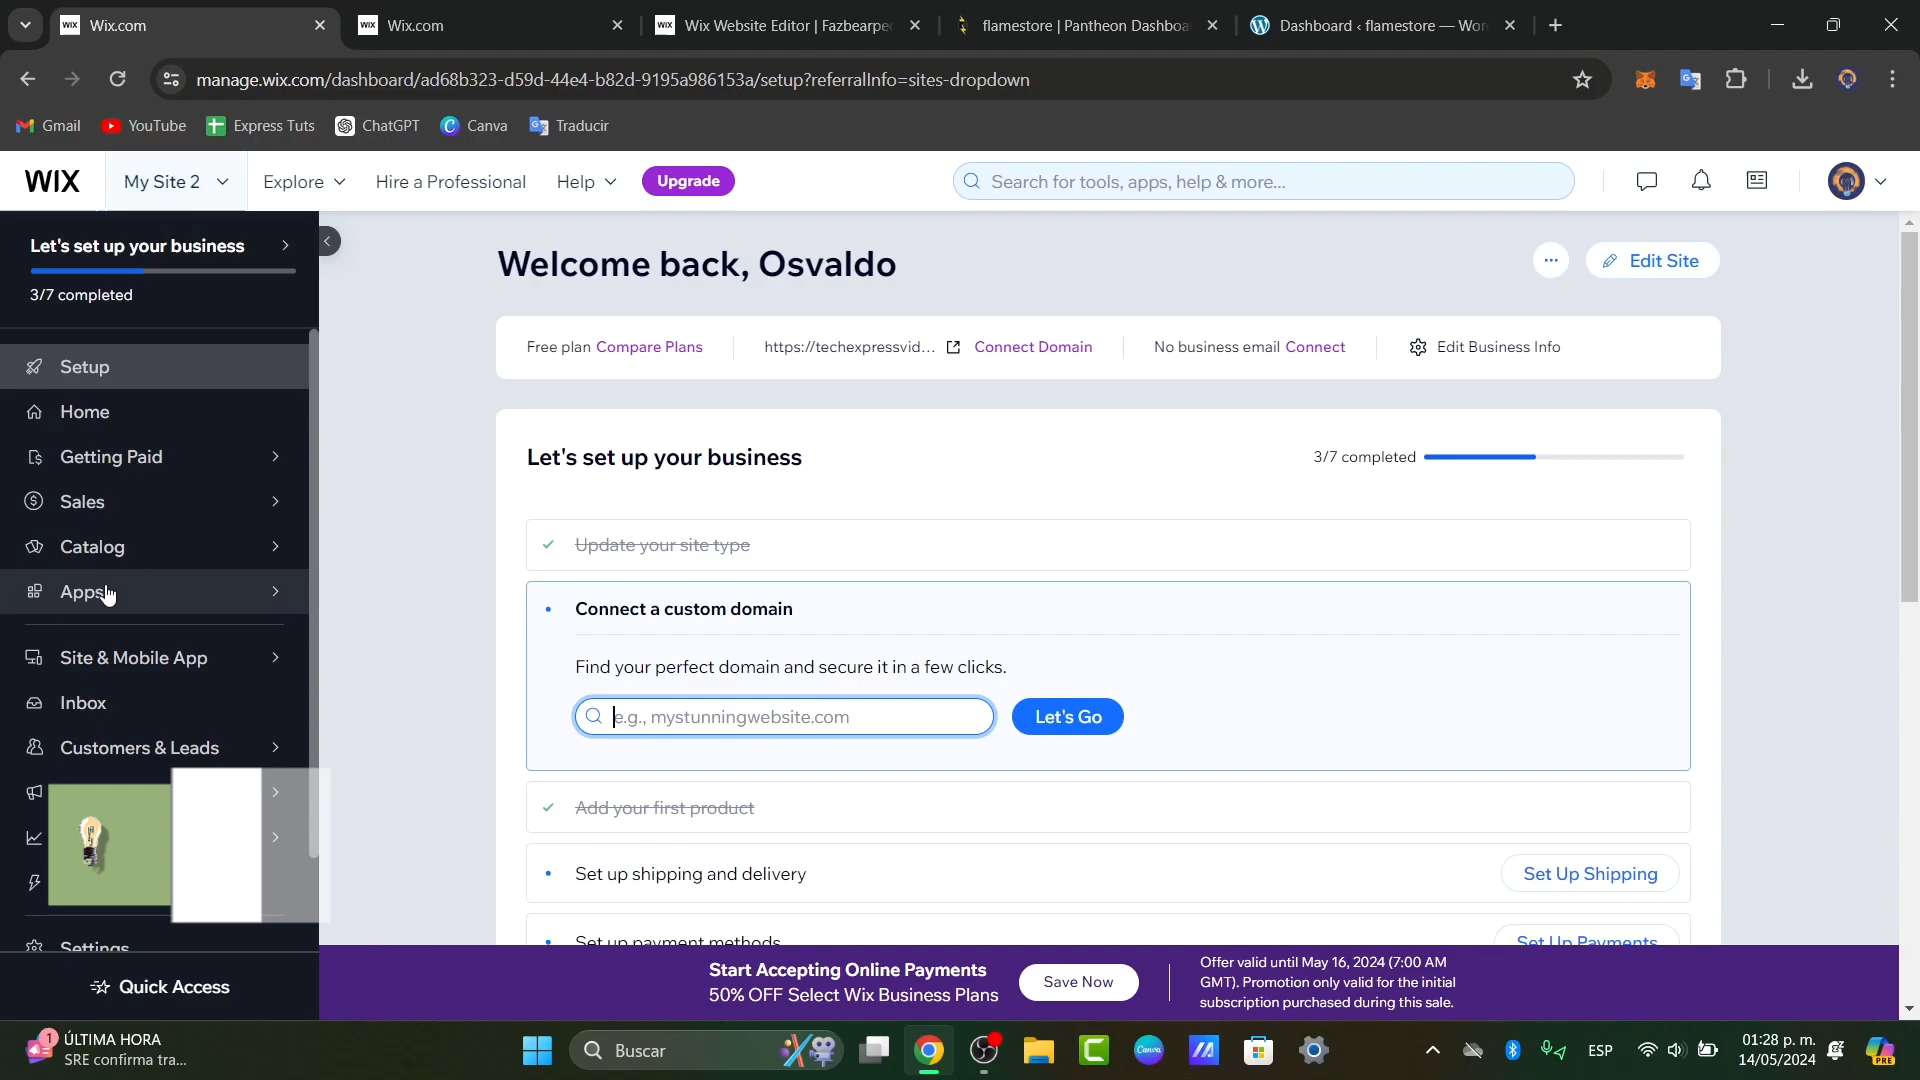 Wix.com
Wix.com
Wix Website Editor | Fazbearpe
flamestore | Pantheon Dashboa
Dashboard ‹ flamestore — Wor
manage.wix.com/dashboard/ad68b323-d59d-44e4-b82d-9195a986153a/setup?referralInfo=sites-dropdown
Gmail
YouTube
Express Tuts
ChatGPT
Canva
Traducir
WIX
My Site 2
Explore
Hire a Professional
Help
Upgrade
Search for tools, apps, help & more...
Let's set up your business
3/7 completed
Setup
Home
Getting Paid
Sales
Catalog
Apps
Site & Mobile App
Inbox
Customers & Leads
Settings
Quick Access
Welcome back, Osvaldo
Edit Site
Free plan Compare Plans
https://techexpressvid... Connect Domain
No business email Connect
Edit Business Info
Let's set up your business
3/7 completed
Update your site type
Connect a custom domain
Find your perfect domain and secure it in a few clicks.
e.g., mystunningwebsite.com
Let's Go
Add your first product
Set up shipping and delivery
Set Up Shipping
Set up payment methods
Set Up Payments
Start Accepting Online Payments
50% OFF Select Wix Business Plans
Save Now
Offer valid until May 16, 2024 (7:00 AM
GMT). Promotion only valid for the initial
subscription purchased during this sale.
1
ÚLTIMA HORA
SRE confirma tra...
Buscar
Canva
ESP
01:28 p. m.
14/05/2024
PRE